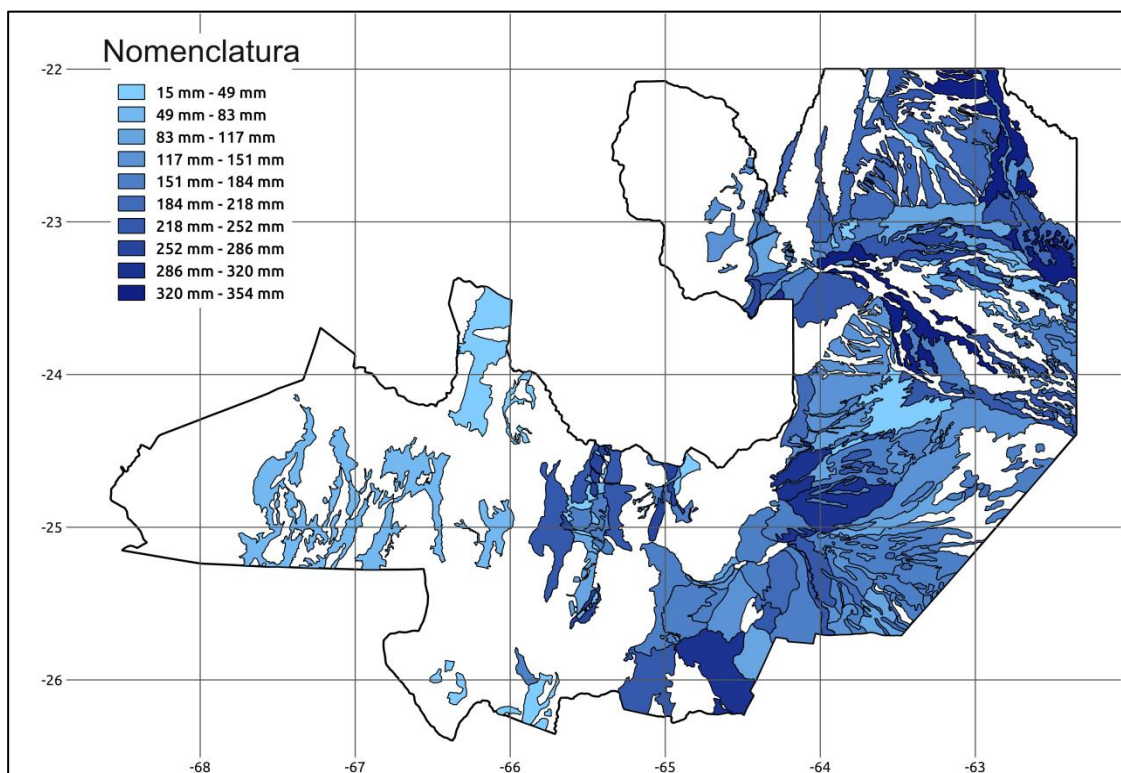 Nomenclatura
15 mm - 49 mm
49 mm - 83 mm
83 mm - 117 mm
117 mm - 151 mm
151 mm - 184 mm
184 mm - 218 mm
218 mm - 252 mm
252 mm - 286 mm
286 mm - 320 mm
320 mm - 354 mm
-22
-23
-24
-25
-26
-68 -67 -66 -65 -64 -63